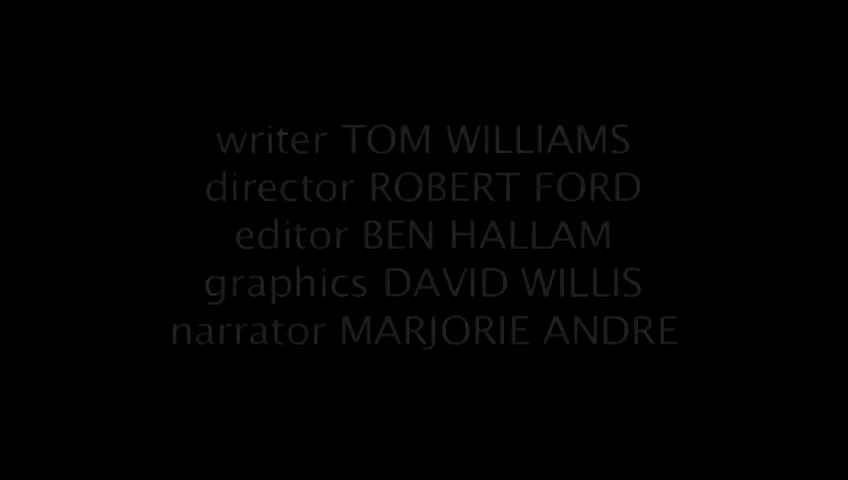 writer TOM WILLIAMS
director ROBERT FORD
editor BEN HALLAM
graphics DAVID WILLIS
narrator MARJORIE ANDRE